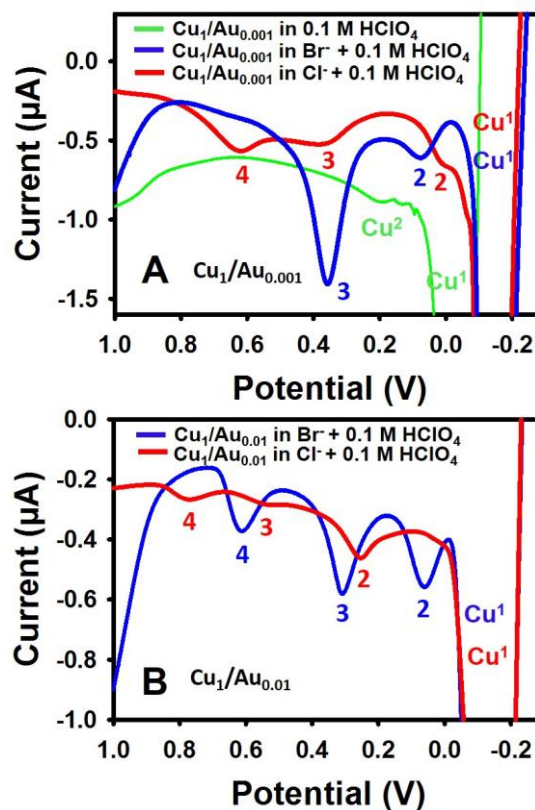 Cu₁/Au₀.₀₀₁ in 0.1 M HClO₄
Cu₁/Au₀.₀₀₁ in Br⁻ + 0.1 M HClO₄
Cu₁/Au₀.₀₀₁ in Cl⁻ + 0.1 M HClO₄
0.0
-0.3
-0.6
-0.9
-1.2
-1.5
Current (µA)
4
3
2
2
3
Cu¹
Cu¹
Cu²
Cu¹
A
Cu₁/Au₀.₀₀₁
1.0 0.8 0.6 0.4 0.2 0.0 -0.2
Potential (V)
Cu₁/Au₀.₀₁ in Br⁻ + 0.1 M HClO₄
Cu₁/Au₀.₀₁ in Cl⁻ + 0.1 M HClO₄
0.0
-0.2
-0.4
-0.6
-0.8
-1.0
Current (µA)
4
3
4
2
3
2
Cu¹
Cu¹
B
Cu₁/Au₀.₀₁
1.0 0.8 0.6 0.4 0.2 0.0 -0.2
Potential (V)